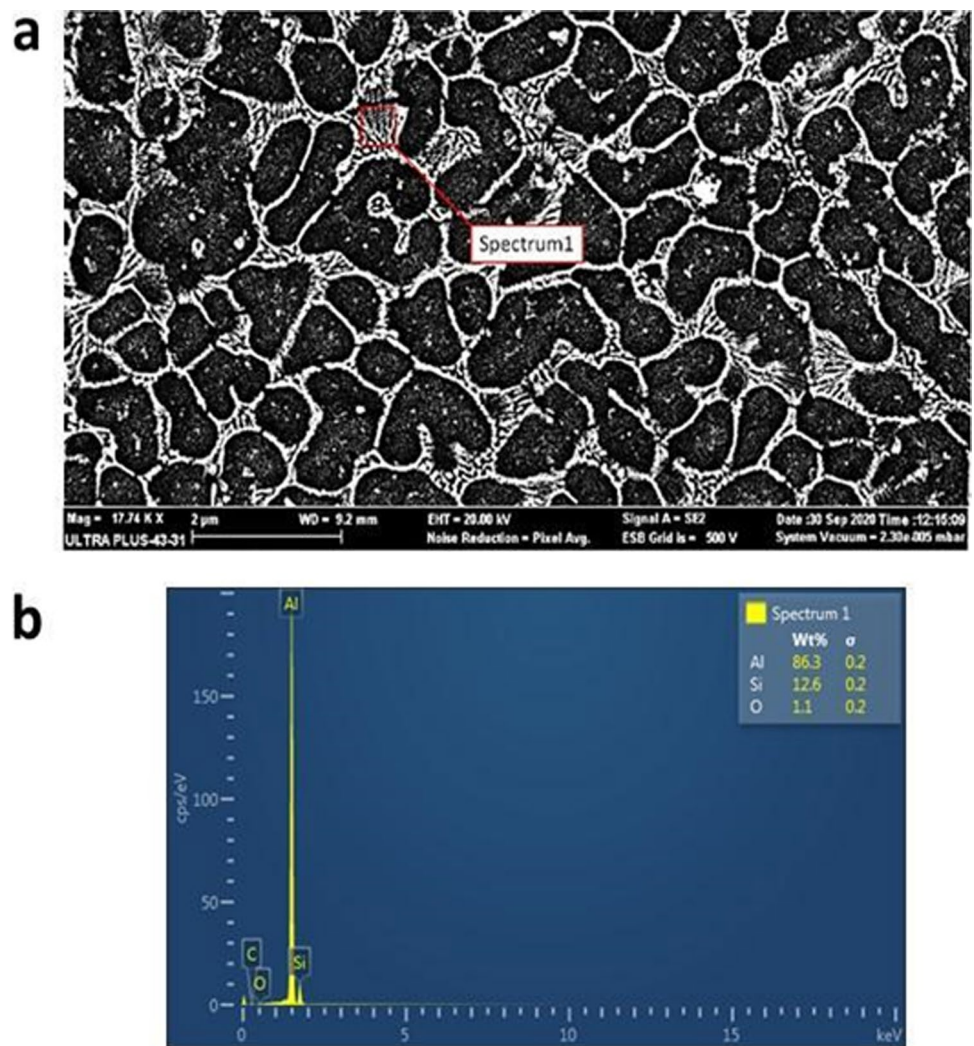 a
Spectrum1
Mag = 17.74 K X 2 µm WD = 9.2 mm EHT = 20.00 kV Signal A = SE2 Date :30 Sep 2020 Time :12:15:09
ULTRA PLUS-43-31 Noise Reduction = Pixel Avg. ESB Grid is = 500 V System Vacuum = 2.30e-005 mbar
b
Al
Spectrum 1
Wt% σ
Al 86.3 0.2
Si 12.6 0.2
O 1.1 0.2
150
cps/eV
100
50
C
O
Si
0
0 5 10 15 keV